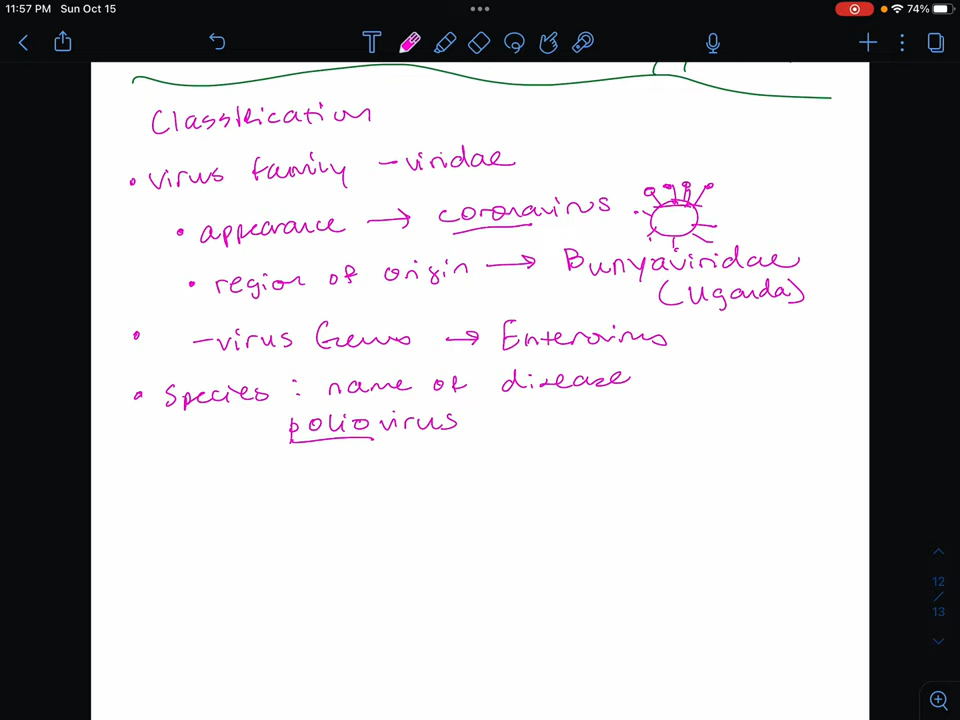 11:57 PM Sun Oct 15
74%
Classification
• virus family -viridae
• appearance → coronavirus
• region of origin → Bunyaviridae
(Uganda)
• -virus Genus → Enterovirus
• Species : name of disease
poliovirus
12
/
13